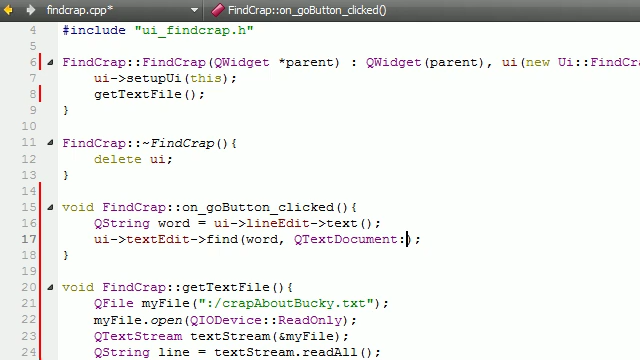 findcrap.cpp* FindCrap::on_goButton_clicked()
4 #include "ui_findcrap.h"
5
6 FindCrap::FindCrap(QWidget *parent) : QWidget(parent), ui(new Ui::FindCra
7 ui->setupUi(this);
8 getTextFile();
9 }
10
11 FindCrap::~FindCrap(){
12 delete ui;
13 }
14
15 void FindCrap::on_goButton_clicked(){
16 QString word = ui->lineEdit->text();
17 ui->textEdit->find(word, QTextDocument:);
18 }
19
20 void FindCrap::getTextFile(){
21 QFile myFile(":/crapAboutBucky.txt");
22 myFile.open(QIODevice::ReadOnly);
23 QTextStream textStream(&myFile);
24 QString line = textStream.readAll();